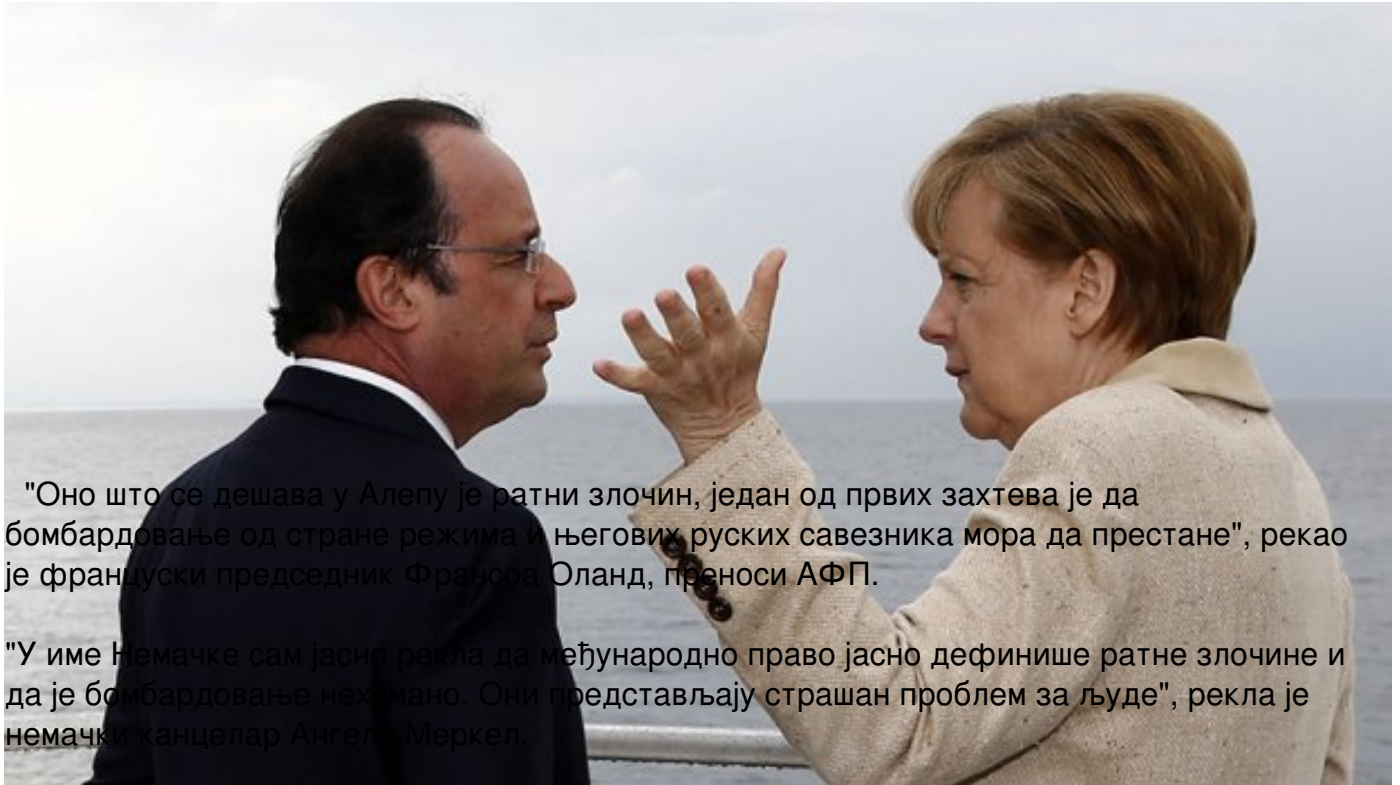 "Оно што се дешава у Алепу је ратни злочин, један од првих захтева је да
бомбардовање од стране режима и његових руских савезника мора да престане", рекао
је француски председник Франсоа Оланд, преноси АФП.
"У име Немачке сам јасно рекла да међународно право јасно дефинише ратне злочине и
да је бомбардовање нехумано. Они представљају страшан проблем за људе", рекла је
немачки канцелар Ангела Меркел.